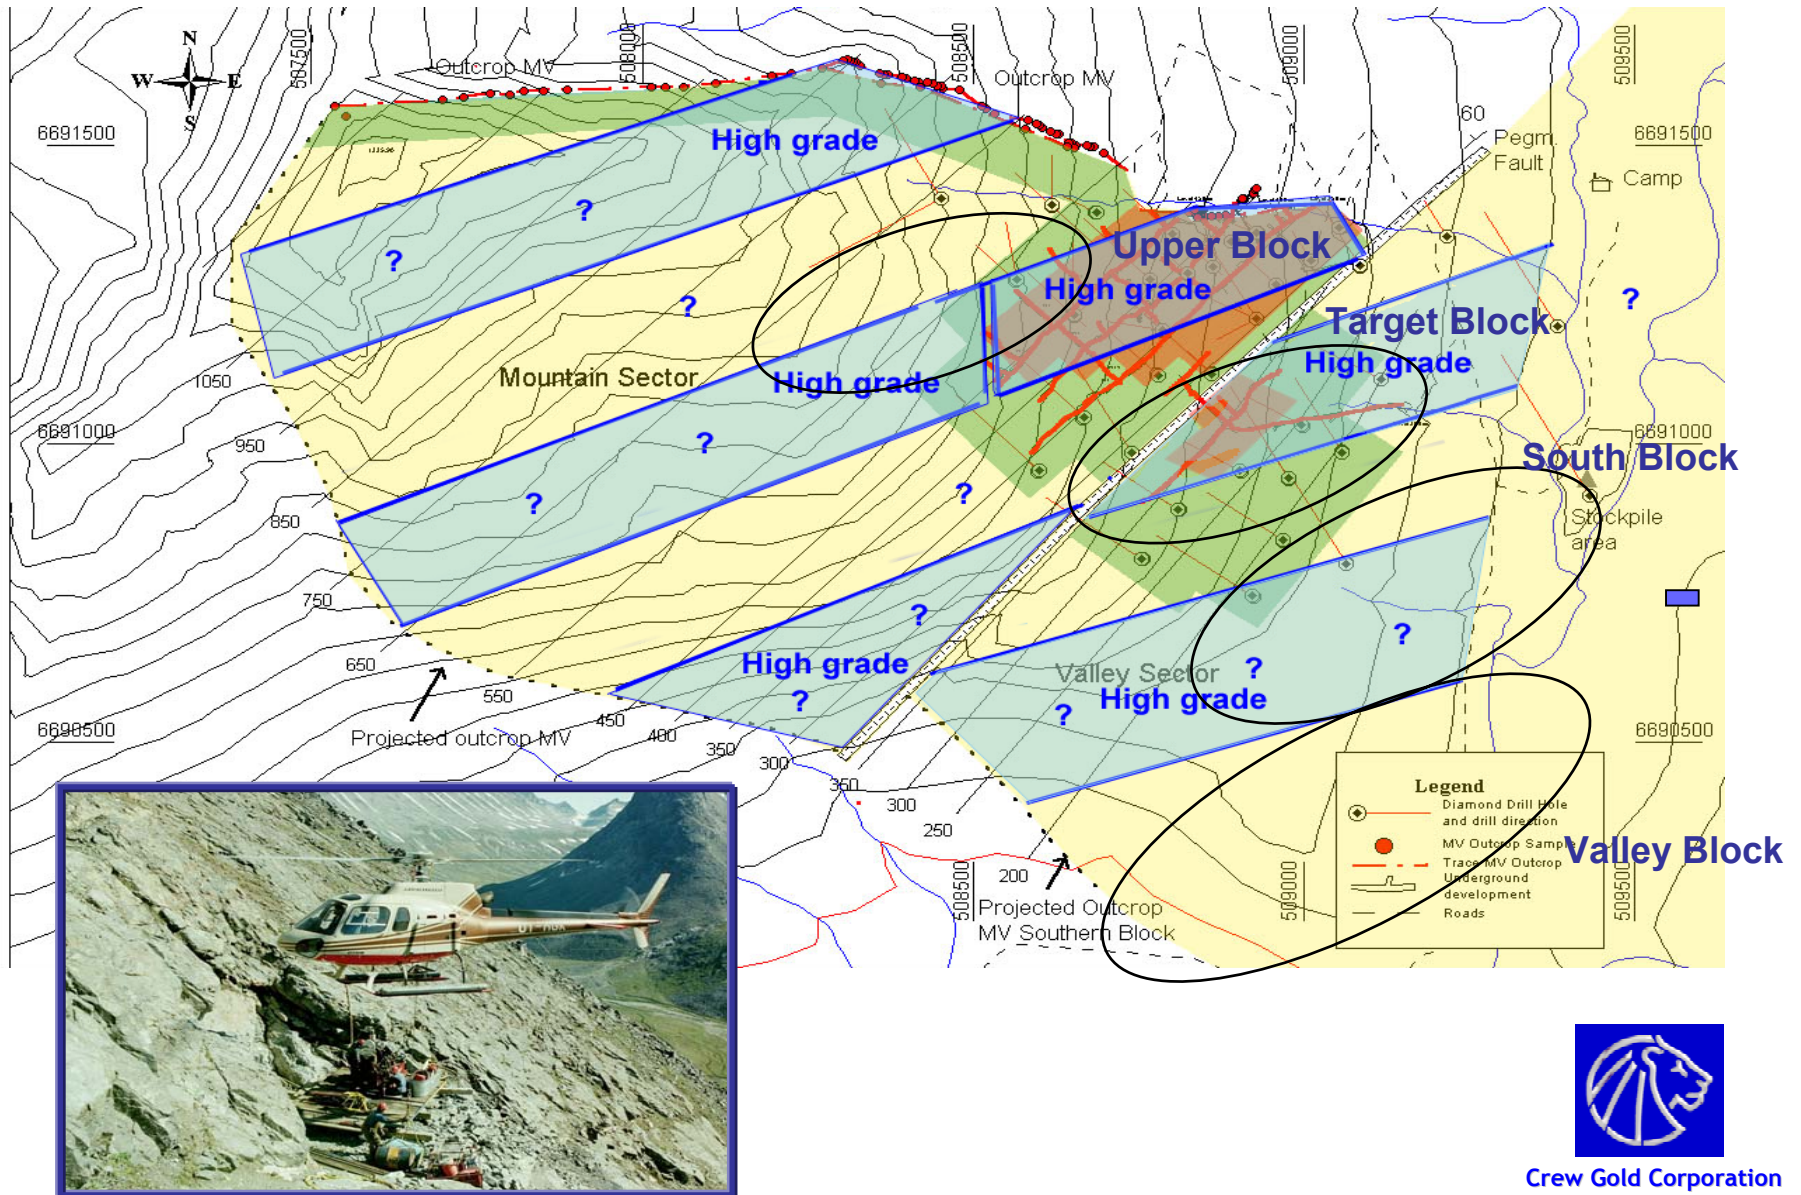 N
W E
S
507500
508000
508500
509000
509500
Outcrop MV
Outcrop MV
60
6691500
6691500
Pegm.
Fault
Camp
High grade
?
?
?
Upper Block
High grade
?
Target Block
High grade
Mountain Sector
High grade
1050
6691000
950
6691000
South Block
?
?
?
850
Stockpile
area
750
?
?
650
High grade
?
Valley Sector
?
High grade
?
550
450
400
350
300
350
300
250
200
6690500
6690500
Projected outcrop MV
Legend
Diamond Drill Hole
and drill direction
MV Outcrop Sample
Trace MV Outcrop
Underground
development
Roads
Valley Block
508500
509000
509500
Projected Outcrop
MV Southern Block
Crew Gold Corporation